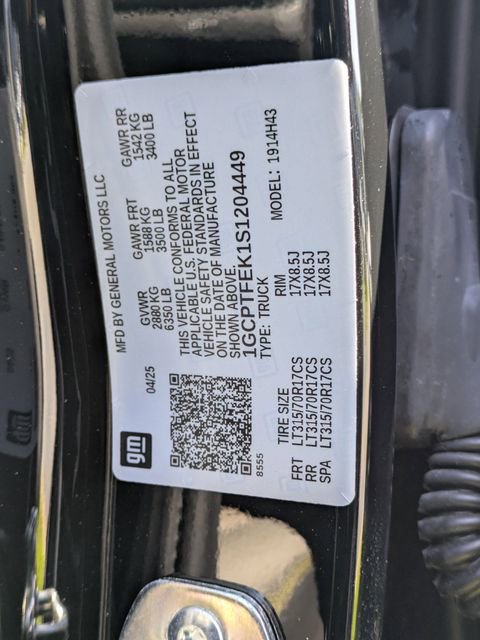 gm
MFD BY GENERAL MOTORS LLC
04/25
GVWR GAWR FRT GAWR RR
2880 KG 1588 KG 1542 KG
6350 LB 3500 LB 3400 LB
THIS VEHICLE CONFORMS TO ALL
APPLICABLE U.S. FEDERAL MOTOR
VEHICLE SAFETY STANDARDS IN EFFECT
ON THE DATE OF MANUFACTURE
SHOWN ABOVE.
1GCPTFEK1S1204449
8555
TYPE: TRUCK MODEL: 1914H43
TIRE SIZE RIM
FRT LT315/70R17CS 17X8.5J
RR LT315/70R17CS 17X8.5J
SPA LT315/70R17CS 17X8.5J